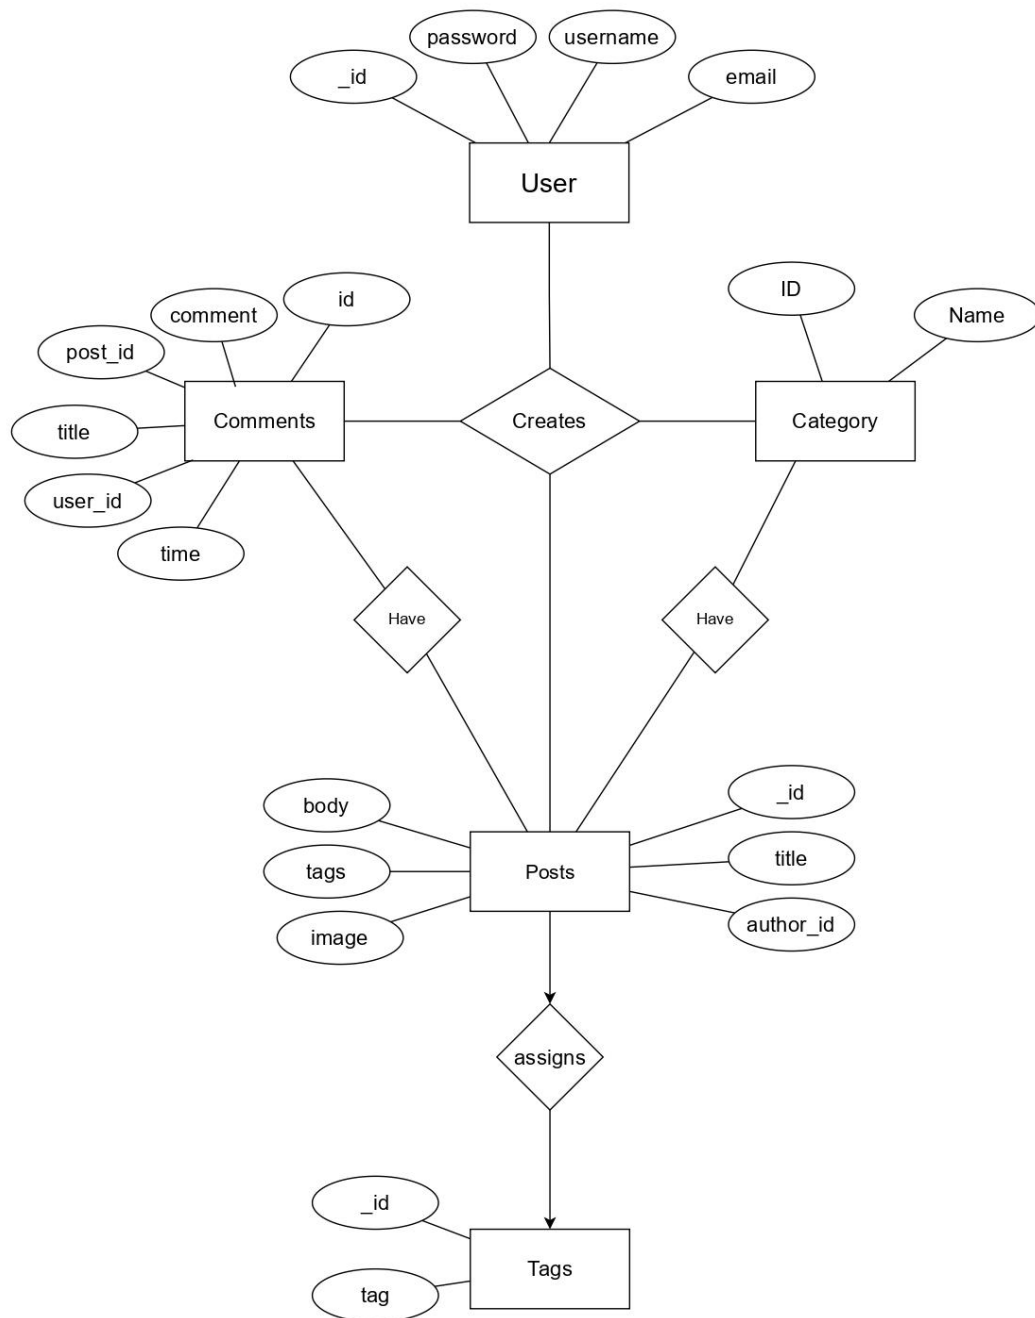 password
username
_id
email
User
ID
id
Name
comment
post_id
Comments
Creates
Category
title
user_id
time
Have
Have
_id
body
title
tags
Posts
author_id
image
assigns
_id
Tags
tag